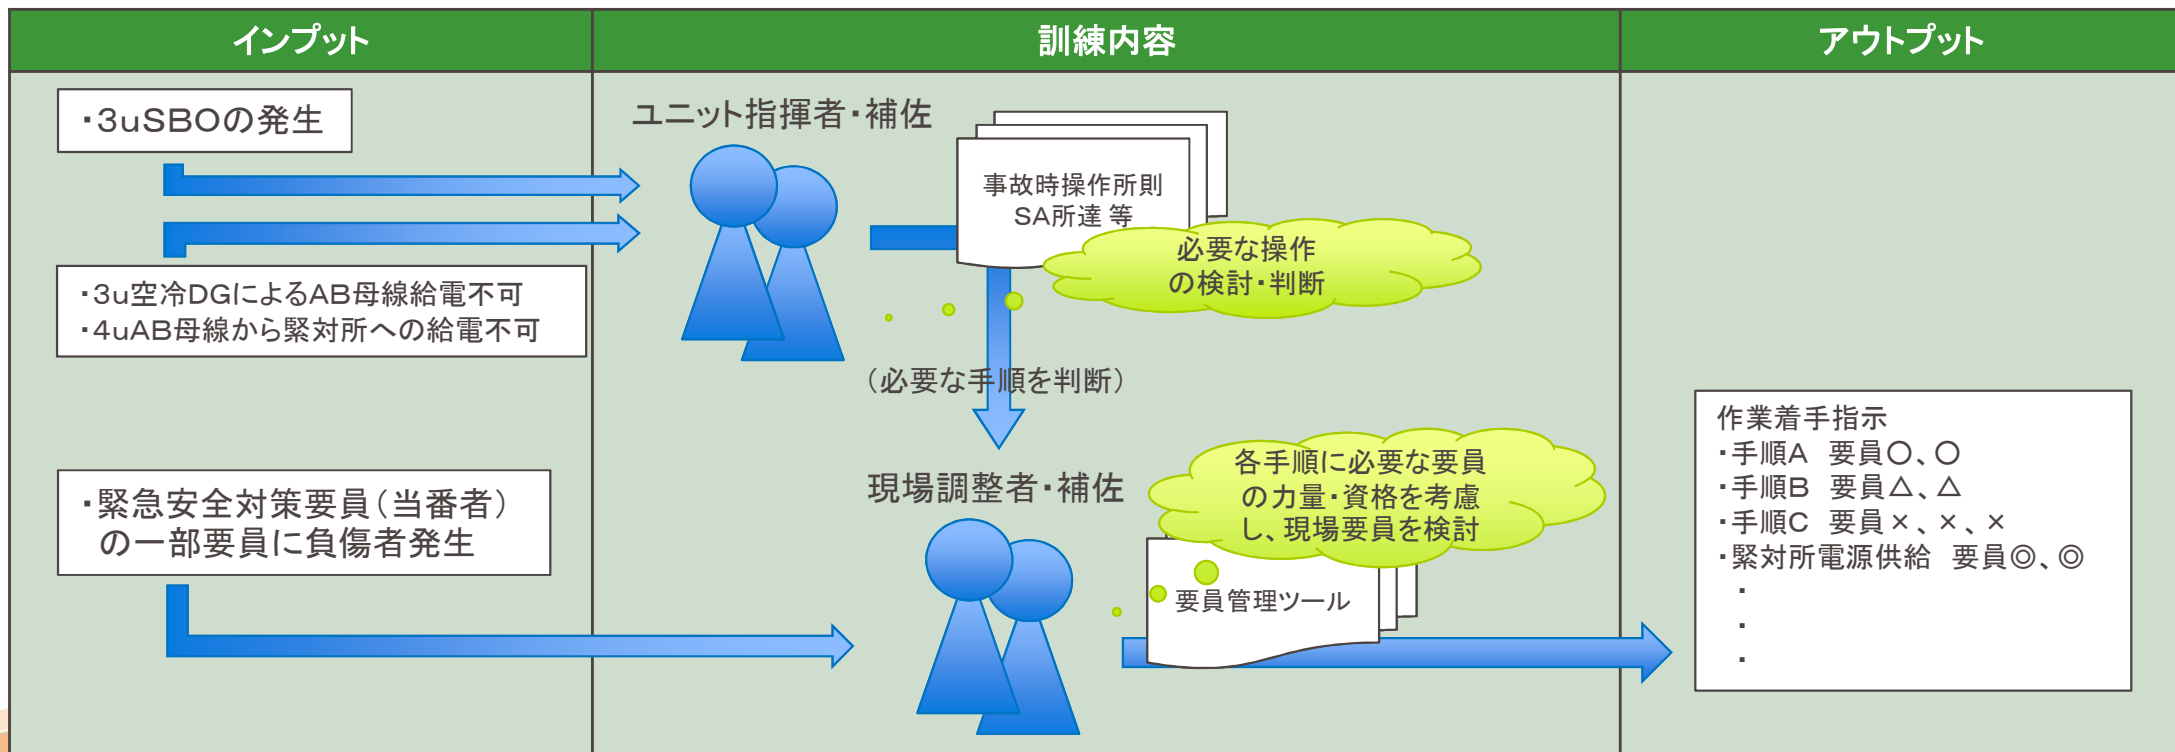 インプット
訓練内容
アウトプット
・3uSBOの発生
・3u空冷DGによるAB母線給電不可
・4uAB母線から緊対所への給電不可
・緊急安全対策要員(当番者)
の一部要員に負傷者発生
ユニット指揮者・補佐
事故時操作所則
SA所達 等
必要な操作
の検討・判断
(必要な手順を判断)
現場調整者・補佐
各手順に必要な要員
の力量・資格を考慮
し、現場要員を検討
要員管理ツール
作業着手指示
・手順A 要員〇、〇
・手順B 要員△、△
・手順C 要員×、×、×
・緊対所電源供給 要員◎、◎
・
・
・